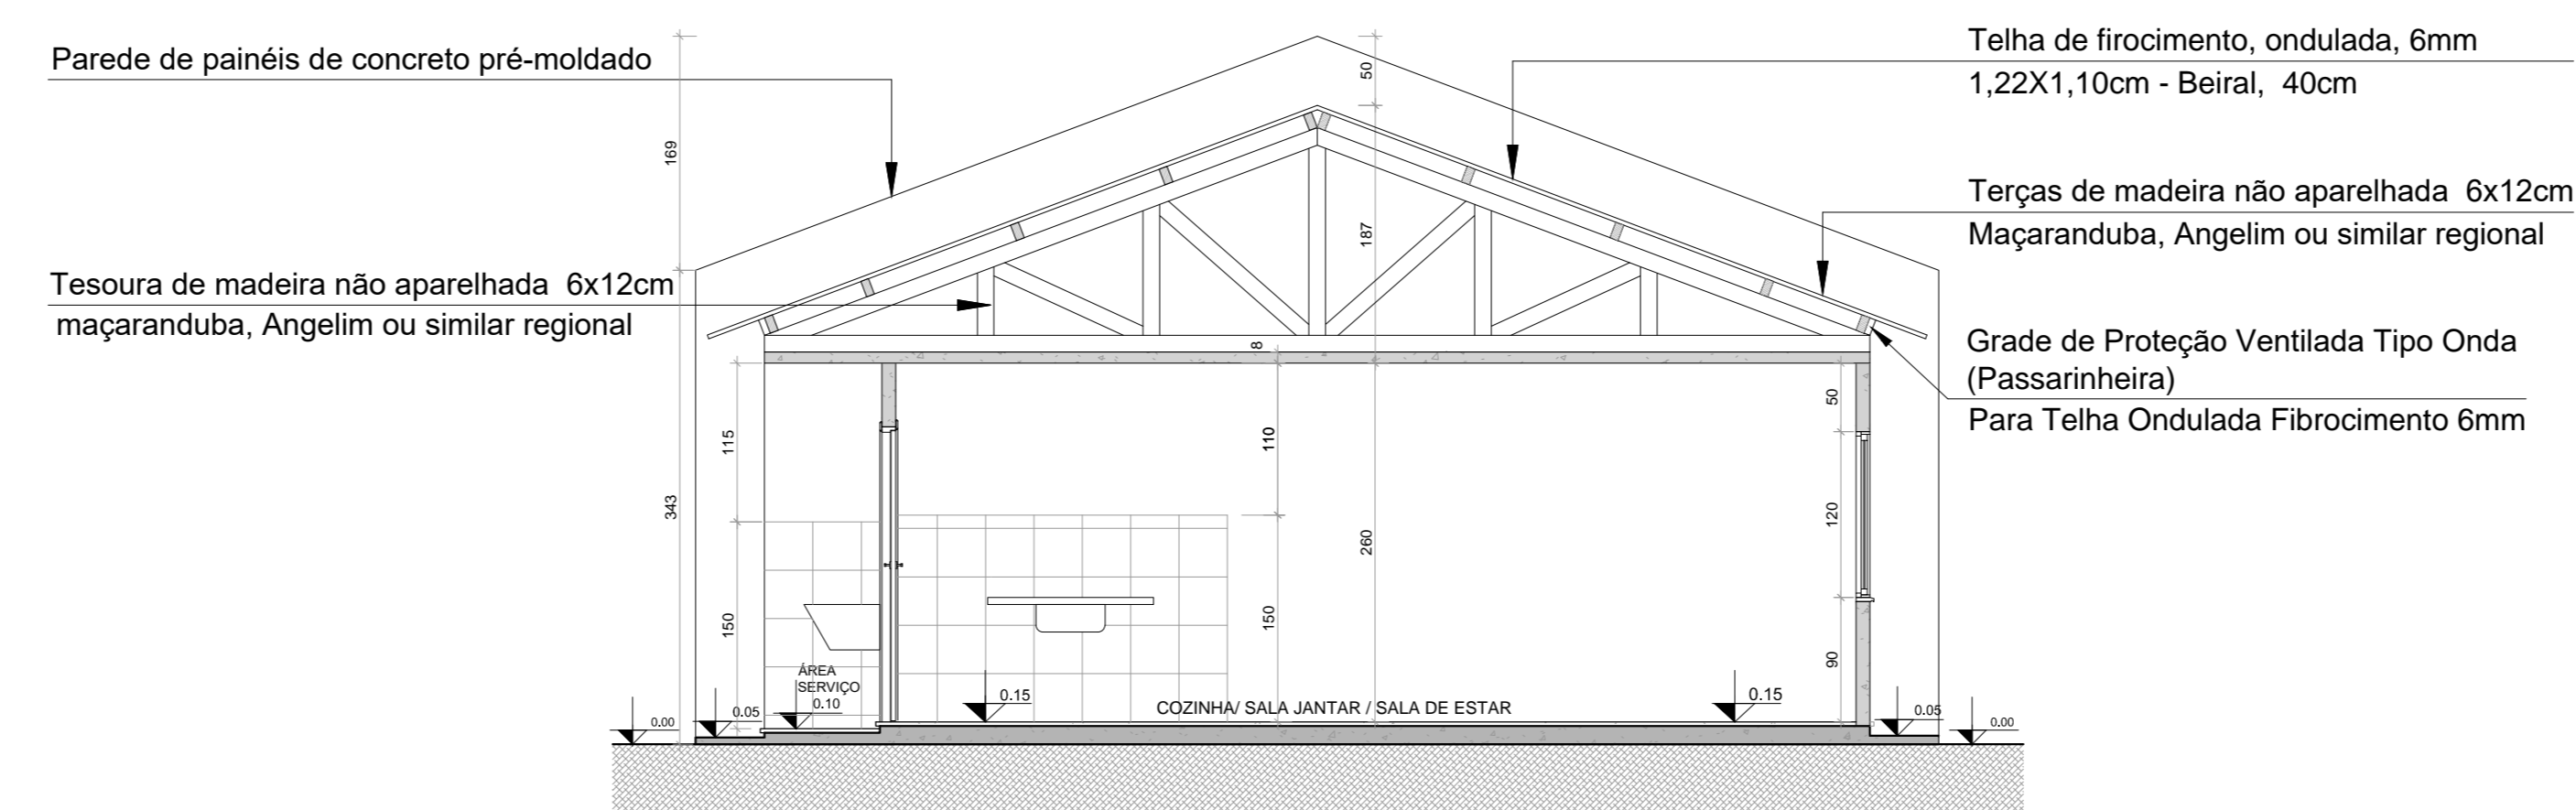 Parede de painéis de concreto pré-moldado
Telha de firocimento, ondulada, 6mm
1,22X1,10cm - Beiral, 40cm
50
169
Terças de madeira não aparelhada 6x12cm
Maçaranduba, Angelim ou similar regional
187
Tesoura de madeira não aparelhada 6x12cm
maçaranduba, Angelim ou similar regional
Grade de Proteção Ventilada Tipo Onda
(Passarinheira)
Para Telha Ondulada Fibrocimento 6mm
8
50
115
110
343
260
120
150
150
90
ÁREA
SERVIÇO
0.10
0.15
COZINHA/ SALA JANTAR / SALA DE ESTAR
0.15
0.00
0.05
0.05
0.00